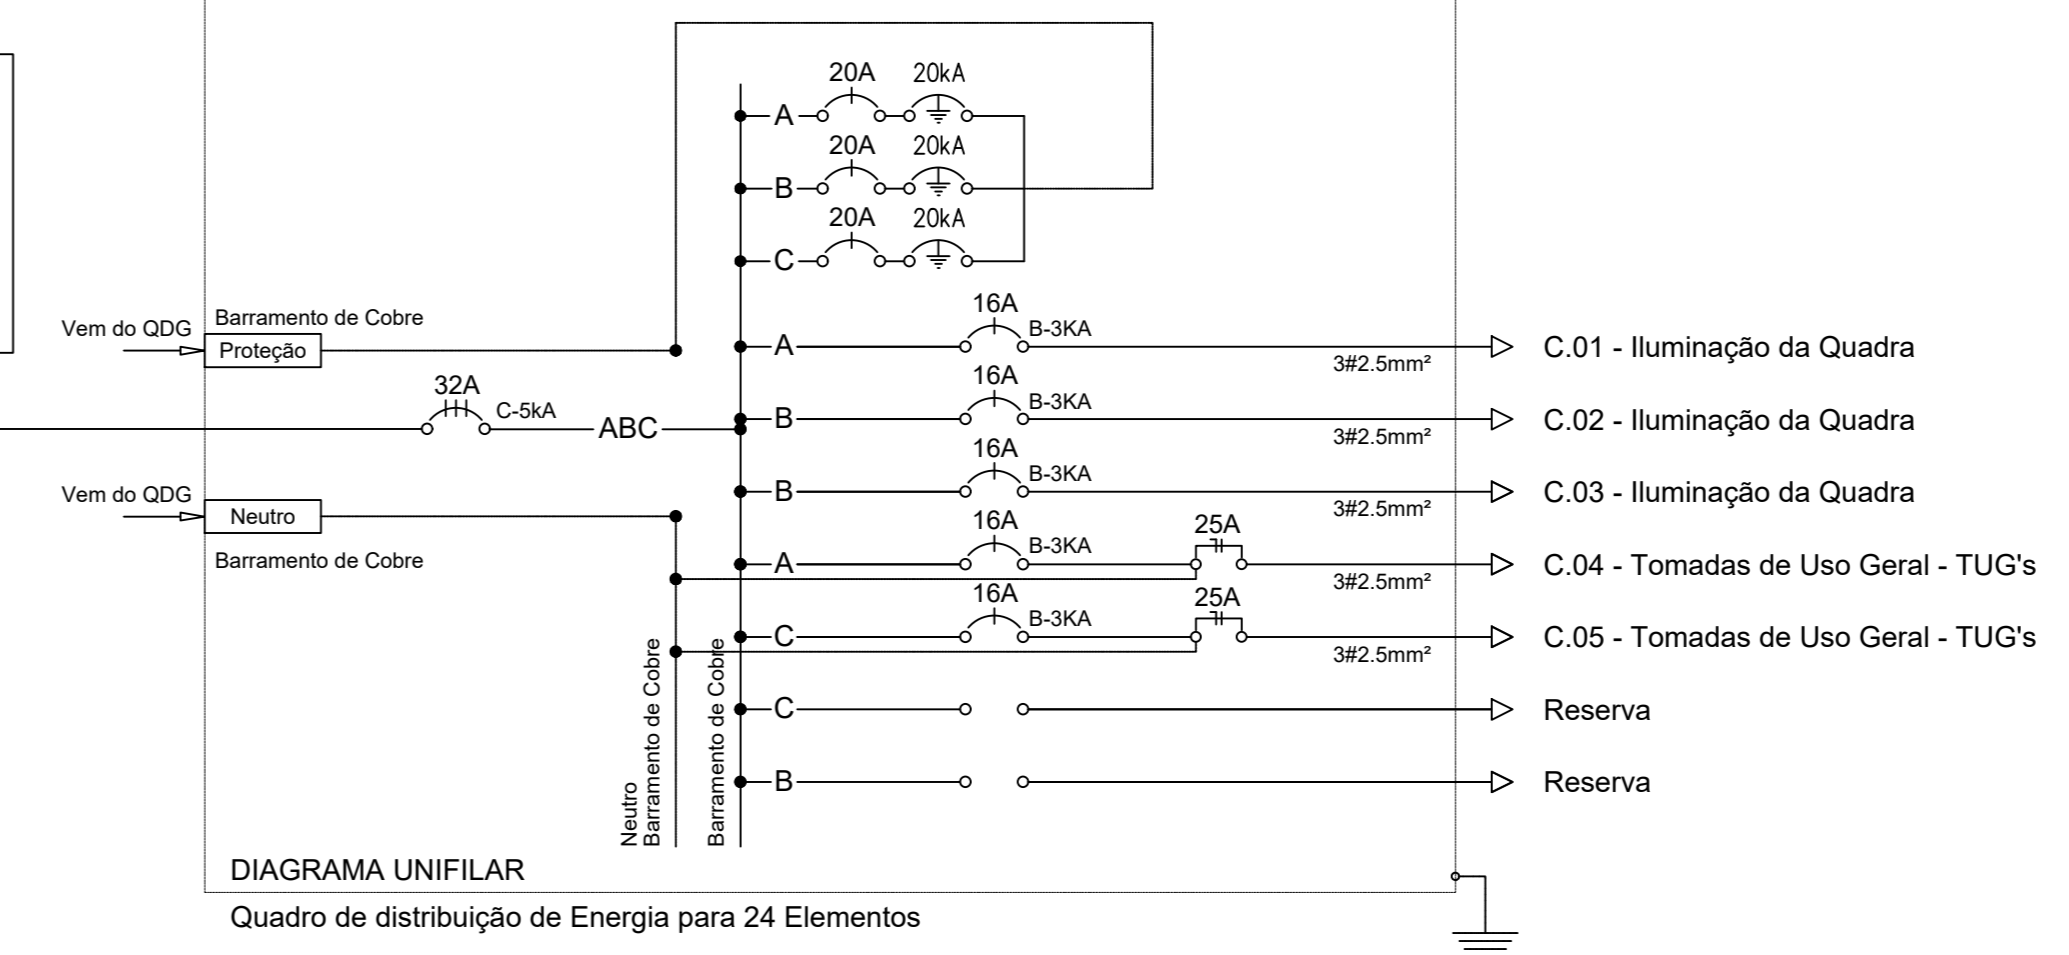 20A 20kA
A
20A 20kA
B
20A 20kA
C
Barramento de Cobre
Vem do QDG
Proteção
16A
A B-3KA
3#2.5mm² C.01 - Iluminação da Quadra
32A
C-5kA
ABC
16A
B B-3KA
3#2.5mm² C.02 - Iluminação da Quadra
16A
B B-3KA
3#2.5mm² C.03 - Iluminação da Quadra
Vem do QDG
Neutro
Barramento de Cobre
16A 25A
A B-3KA
3#2.5mm² C.04 - Tomadas de Uso Geral - TUG's
16A 25A
C B-3KA
3#2.5mm² C.05 - Tomadas de Uso Geral - TUG's
C Reserva
B Reserva
Neutro
Barramento de Cobre
Barramento de Cobre
DIAGRAMA UNIFILAR
Quadro de distribuição de Energia para 24 Elementos